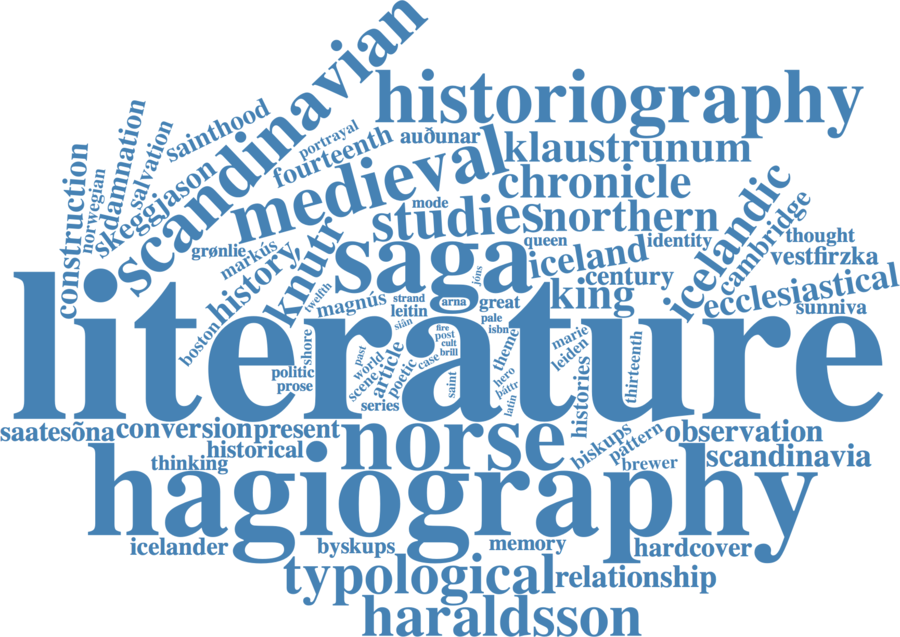 scandinavian
historiography
sainthood
damnation
salvation
construction
norwegian
skeggjason
portrayal
fourteenth
auðunar
medieval
klaustrunum
chronicle
mode
studies
northern
icelandic
cambridge
grønlie
markús
history
knutr
saga
queen
iceland
identity
thought
vestfirzka
century
ecclesiastical
sunniva
king
jóns
twelfth
magnús
strand
arna
great
leitin
siân
pale
isbn
literature
boston
shore
fire
post
cult
brill
past
world
scene
article
poetic
case
saint
theme
hero
þáttr
latin
marie
leiden
histories
thirteenth
politic
prose
series
saatesõna
conversion
present
norse
biskups
pattern
observation
historical
thinking
brewer
scandinavia
hagiography
icelander
byskups
memory
hardcover
typological
relationship
haraldsson